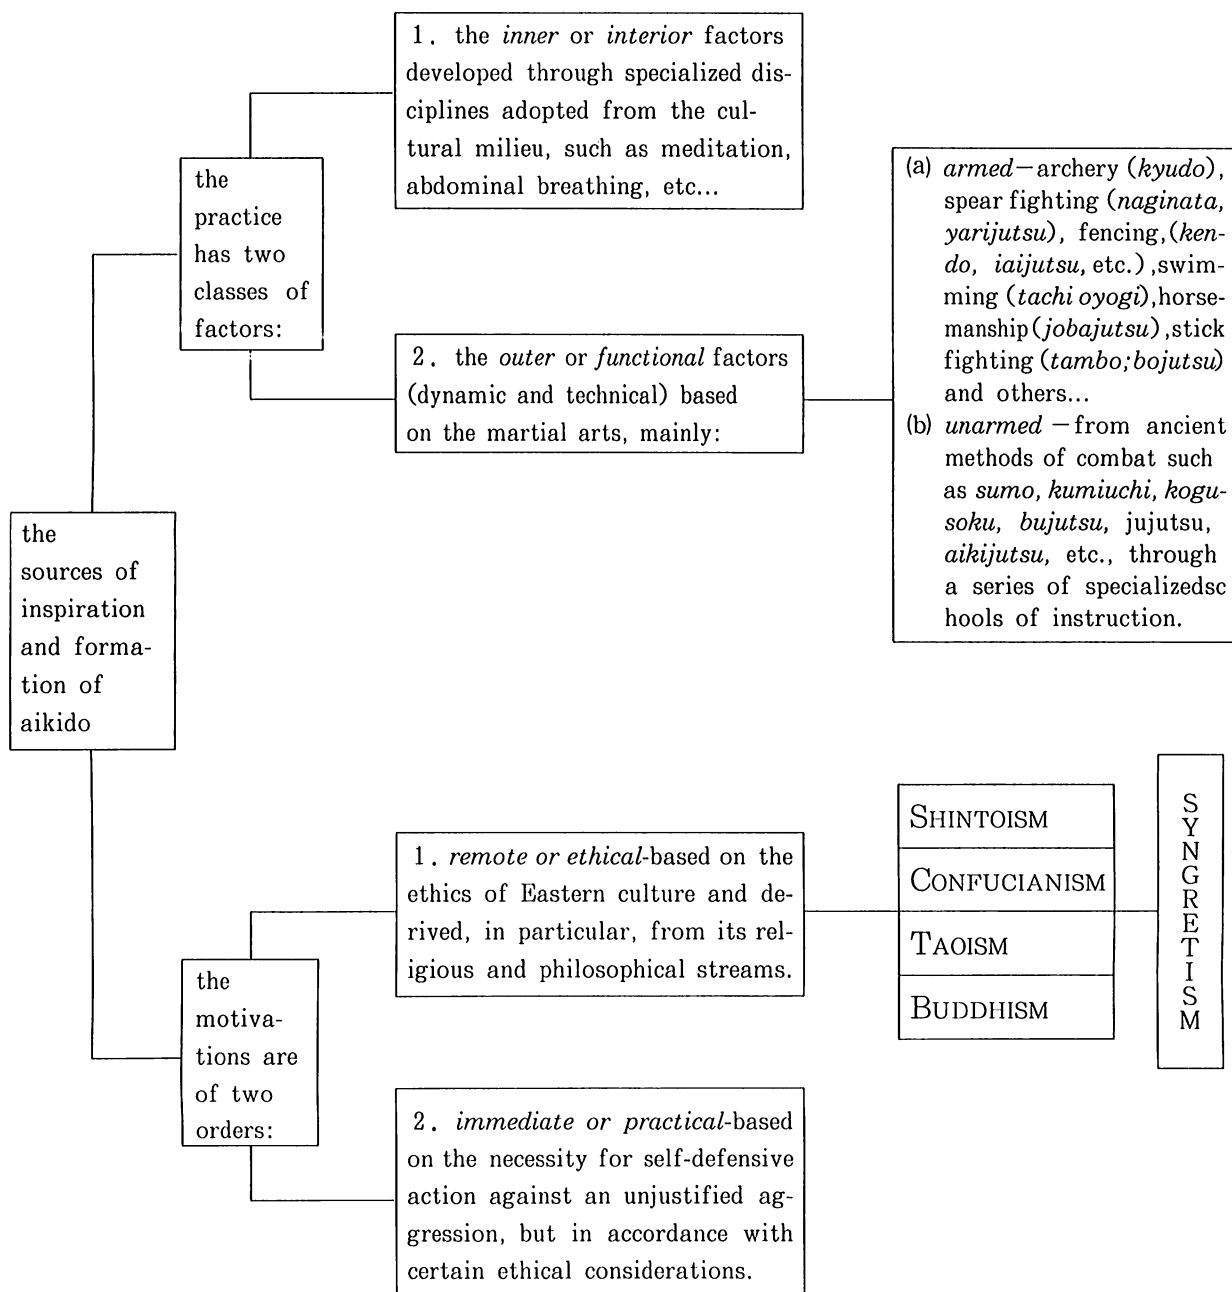 the
sources of
inspiration
and forma-
tion of
aikido
the
practice
has two
classes of
factors:
1. the inner or interior factors
developed through specialized dis-
ciplines adopted from the cul-
tural milieu, such as meditation,
abdominal breathing, etc...
2. the outer or functional factors
(dynamic and technical) based
on the martial arts, mainly:
(a) armed—archery (kyudo),
spear fighting (naginata,
yarijutsu), fencing,(ken-
do, iaijutsu, etc.),swim-
ming (tachi oyogi),horse-
manship(jobajutsu),stick
fighting (tambo;bojutsu)
and others...
(b) unarmed —from ancient
methods of combat such
as sumo, kumiuchi, kogu-
soku, bujutsu, jujutsu,
aikijutsu, etc., through
a series of specializedsc
hools of instruction.
the
motiva-
tions are
of two
orders:
1. remote or ethical-based on the
ethics of Eastern culture and de-
rived, in particular, from its rel-
igious and philosophical streams.
SHINTOISM
CONFUCIANISM
TAOISM
BUDDHISM
SYNGRETISM
2. immediate or practical-based
on the necessity for self-defensive
action against an unjustified ag-
gression, but in accordance with
certain ethical considerations.